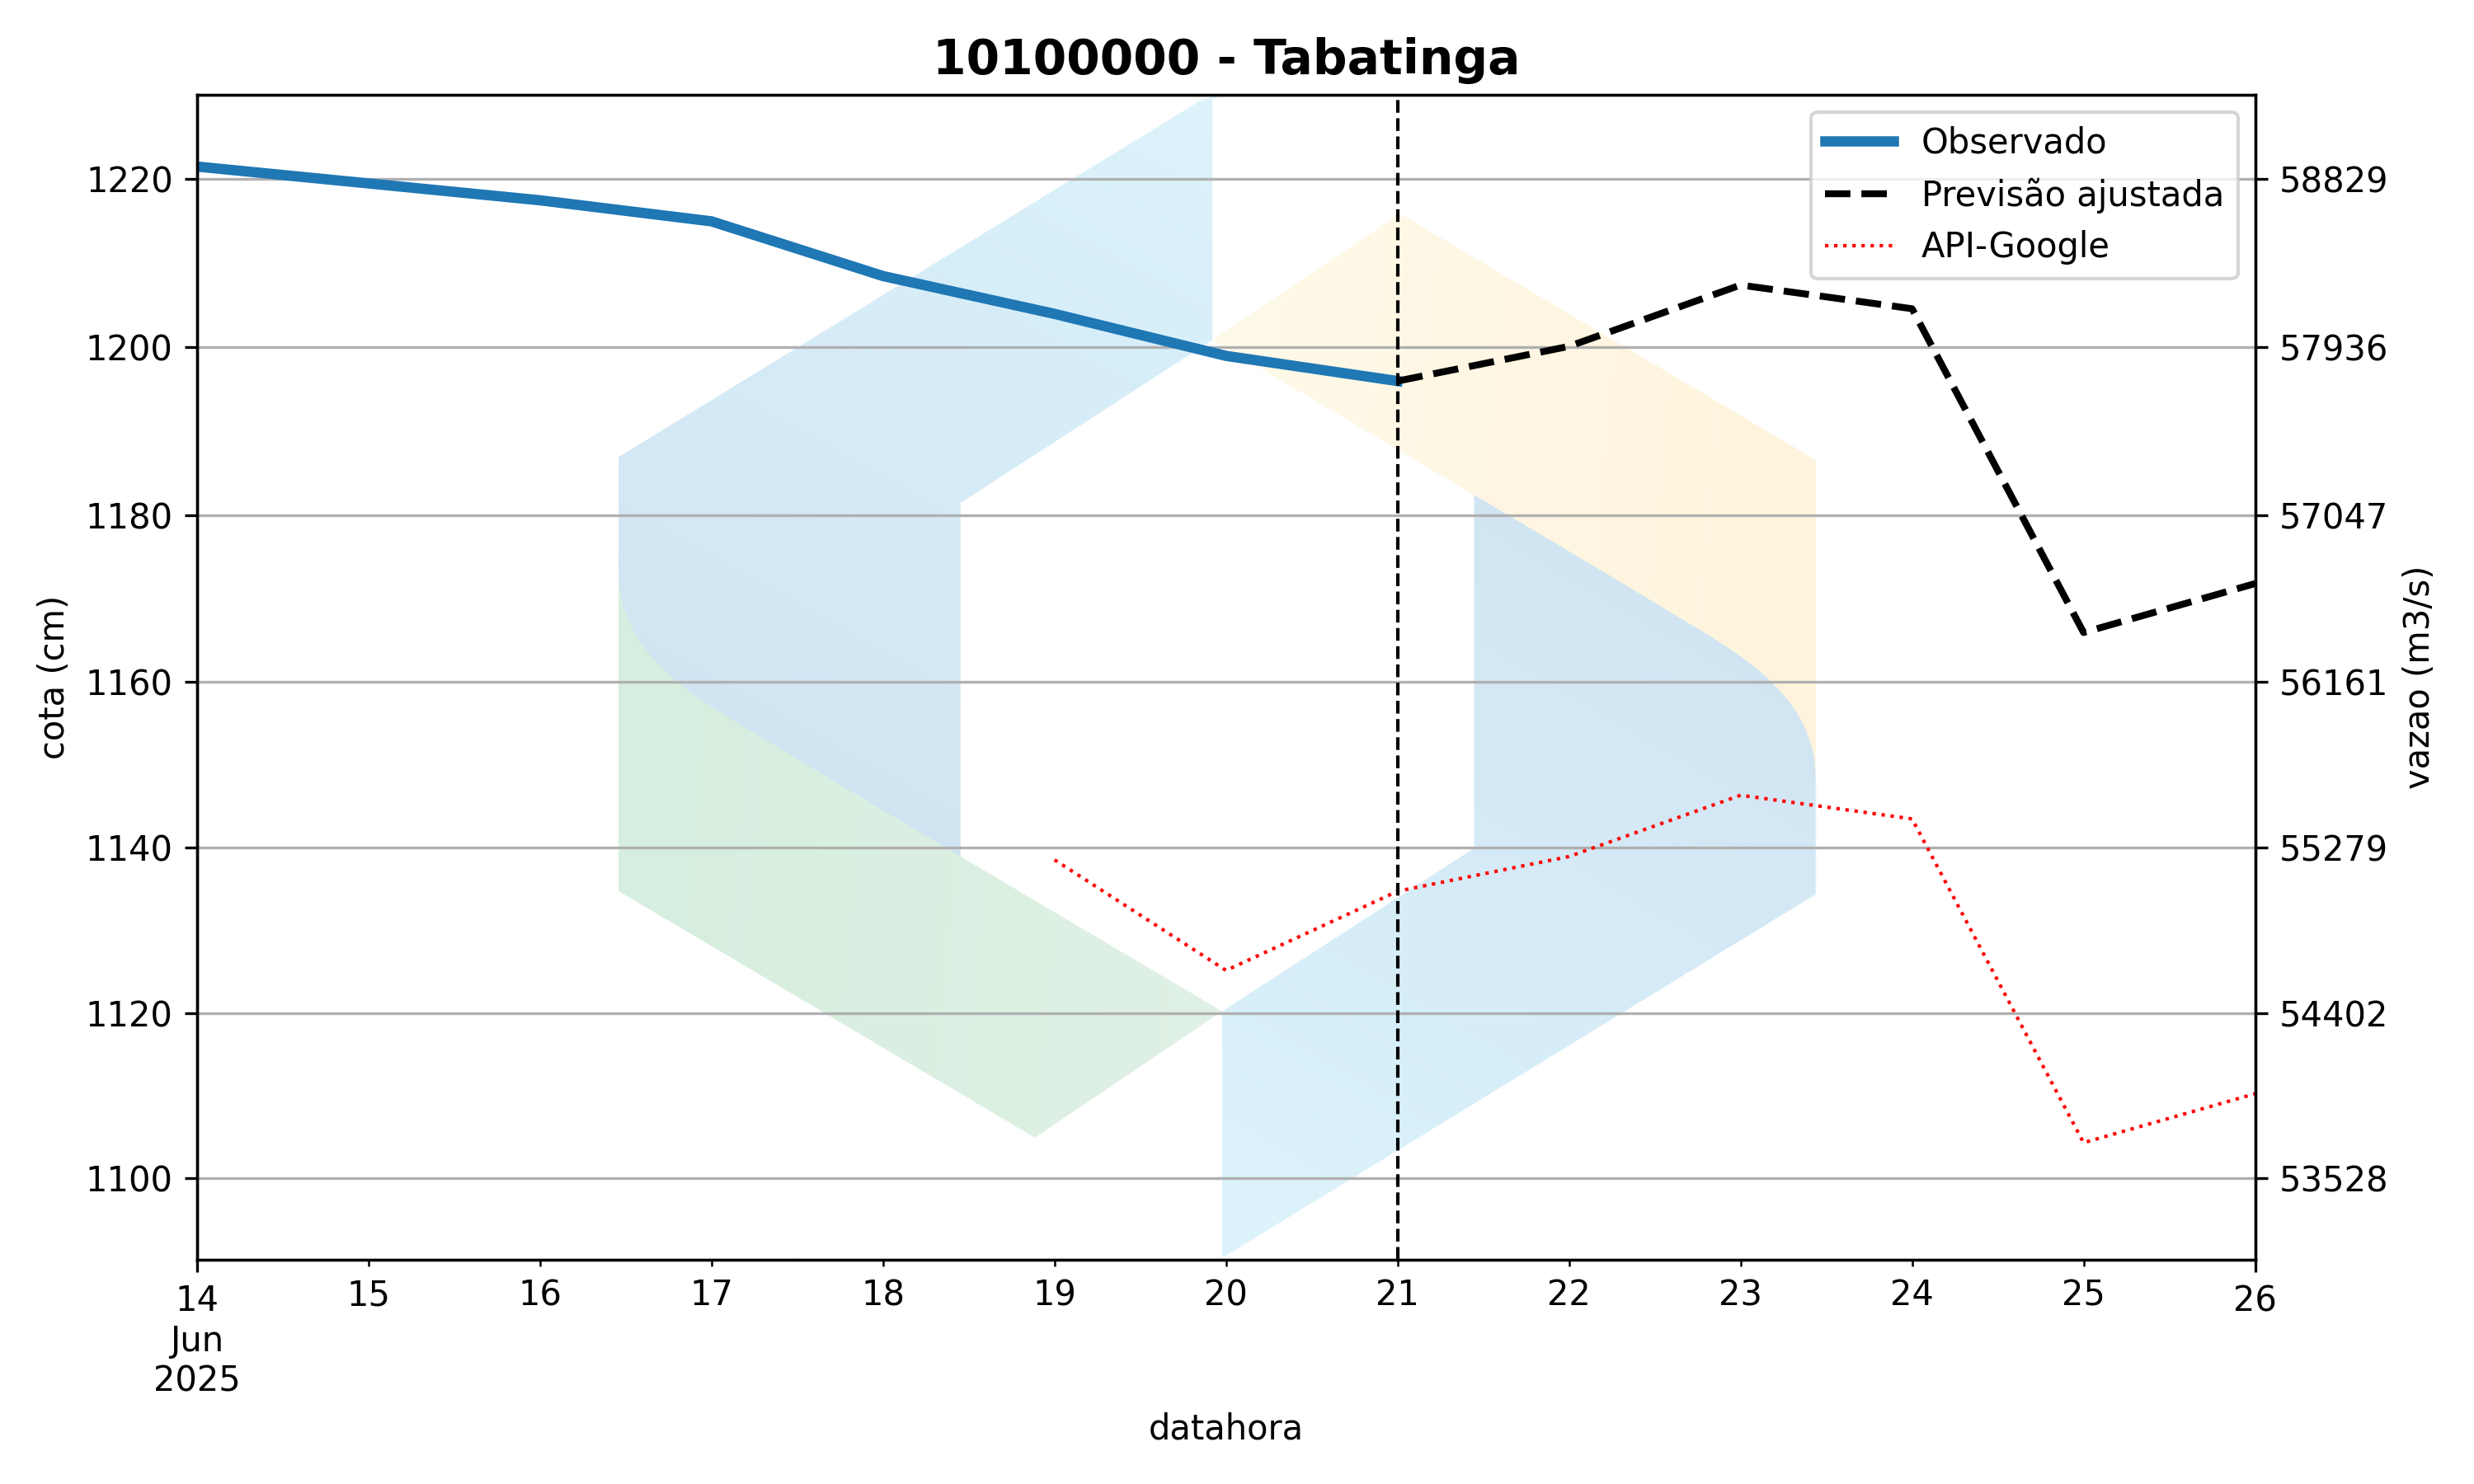 10100000 - Tabatinga
Observado
Previsão ajustada
API-Google
1220
1200
1180
1160
1140
1120
1100
cota (cm)
58829
57936
57047
56161
55279
54402
53528
vazao (m3/s)
14 15 16 17 18 19 20 21 22 23 24 25 26
Jun
2025
datahora